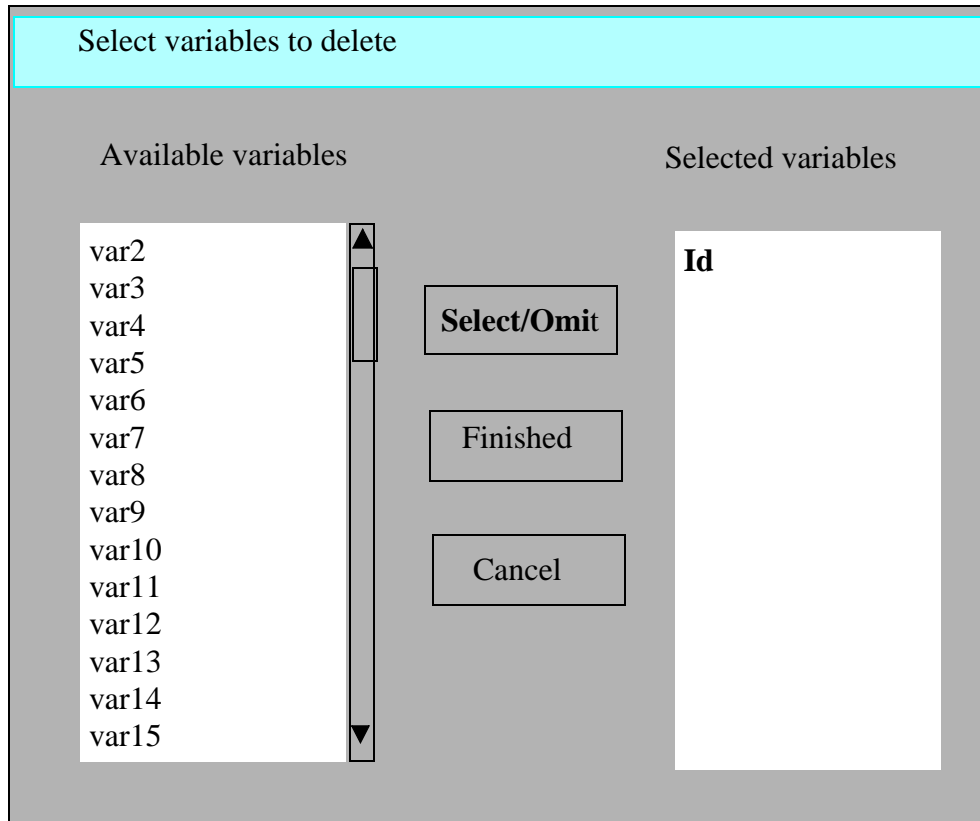 Select variables to delete
Available variables
Selected variables
var2
var3
var4
var5
var6
var7
var8
var9
var10
var11
var12
var13
var14
var15
Select/Omit
Finished
Cancel
Id